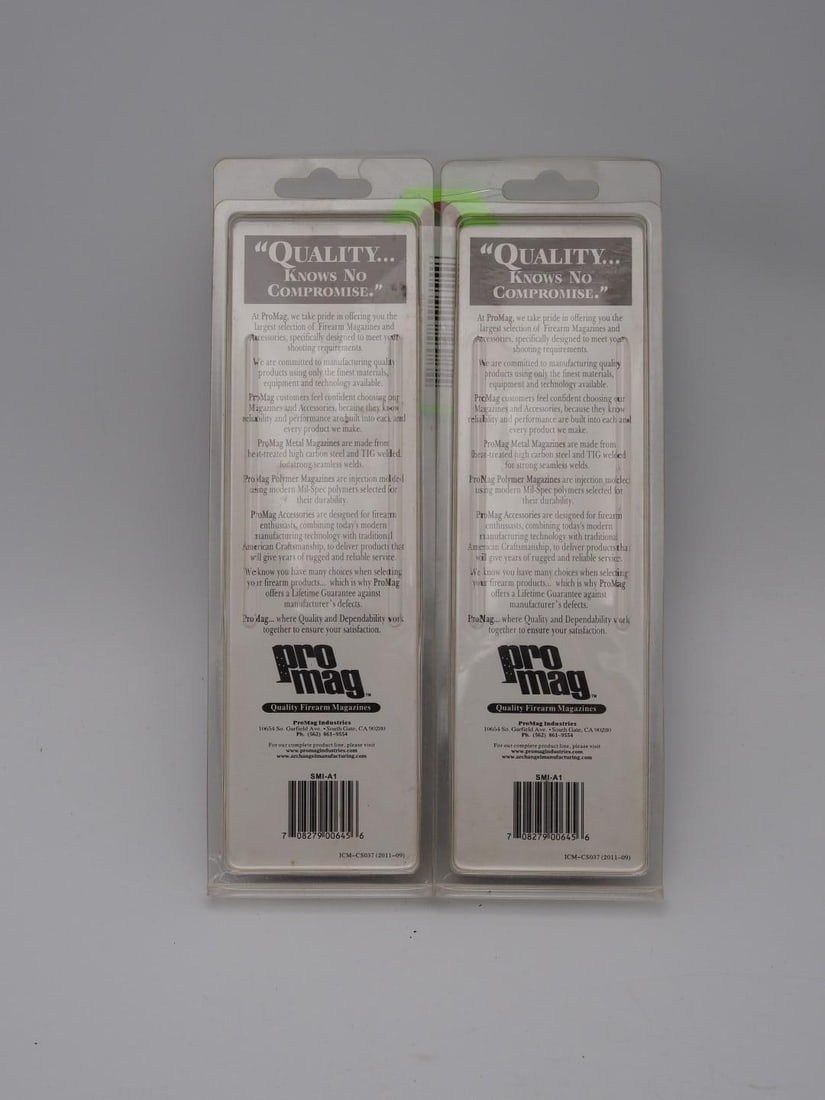 “QUALITY...
KNOWS NO
COMPROMISE.”
At ProMag, we take pride in offering you the
largest selection of Firearm Magazines and
Accessories, specifically designed to meet your
shooting requirements.
We are committed to manufacturing quality
products using only the finest materials,
equipment and technology available.
ProMag customers feel confident choosing our
Magazines and Accessories, because they know
reliability and performance are built into each and
every product we make.
ProMag Metal Magazines are made from
heat-treated high carbon steel and TIG welded
for strong seamless welds.
ProMag Polymer Magazines are injection molded
using modern Mil-Spec polymers selected for
their durability.
ProMag Accessories are designed for firearm
enthusiasts, combining today's modern
manufacturing technology with traditional
American Craftsmanship, to deliver products that
will give years of rugged and reliable service.
We know you have many choices when selecting
your firearm products... which is why ProMag
offers a Lifetime Guarantee against
manufacturer's defects.
ProMag... where Quality and Dependability work
together to ensure your satisfaction.
pro
mag™
Quality Firearm Magazines
ProMag Industries
10654 So. Garfield Ave. • South Gate, CA 90280
Ph. (562) 861-9554
For our complete product line, please visit
www.promagindustries.com
www.archangelmanufacturing.com
SMI-A1
7 08279 00645 6
ICM-CS037 (2011-09)
“QUALITY...
KNOWS NO
COMPROMISE.”
At ProMag, we take pride in offering you the
largest selection of Firearm Magazines and
Accessories, specifically designed to meet your
shooting requirements.
We are committed to manufacturing quality
products using only the finest materials,
equipment and technology available.
ProMag customers feel confident choosing our
Magazines and Accessories, because they know
reliability and performance are built into each and
every product we make.
ProMag Metal Magazines are made from
heat-treated high carbon steel and TIG welded
for strong seamless welds.
ProMag Polymer Magazines are injection molded
using modern Mil-Spec polymers selected for
their durability.
ProMag Accessories are designed for firearm
enthusiasts, combining today's modern
manufacturing technology with traditional
American Craftsmanship, to deliver products that
will give years of rugged and reliable service.
We know you have many choices when selecting
your firearm products... which is why ProMag
offers a Lifetime Guarantee against
manufacturer's defects.
ProMag... where Quality and Dependability work
together to ensure your satisfaction.
pro
mag™
Quality Firearm Magazines
ProMag Industries
10654 So. Garfield Ave. • South Gate, CA 90280
Ph. (562) 861-9554
For our complete product line, please visit
www.promagindustries.com
www.archangelmanufacturing.com
SMI-A1
7 08279 00645 6
ICM-CS037 (2011-09)